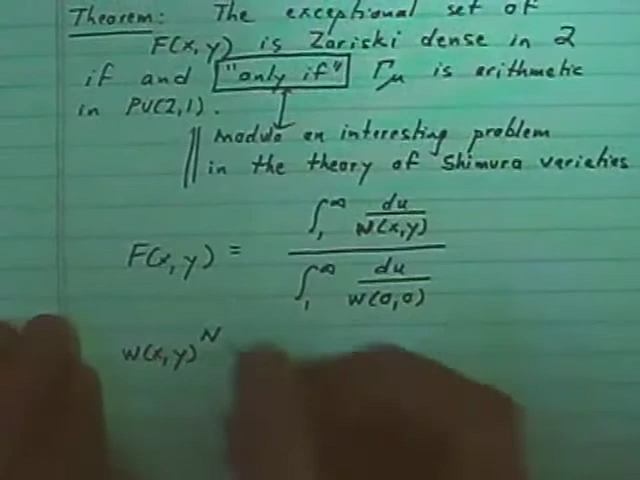 Theorem: The exceptional set of
F(x, y) is Zariski dense in 2
if and "only if" Γμ is arithmetic
in PU(2,1).
modulo an interesting problem
in the theory of Shimura varieties
F(x, y) = ∫₁^∞ du / w(x,y)
∫₁^∞ du / w(0,0)
w(x, y)^N